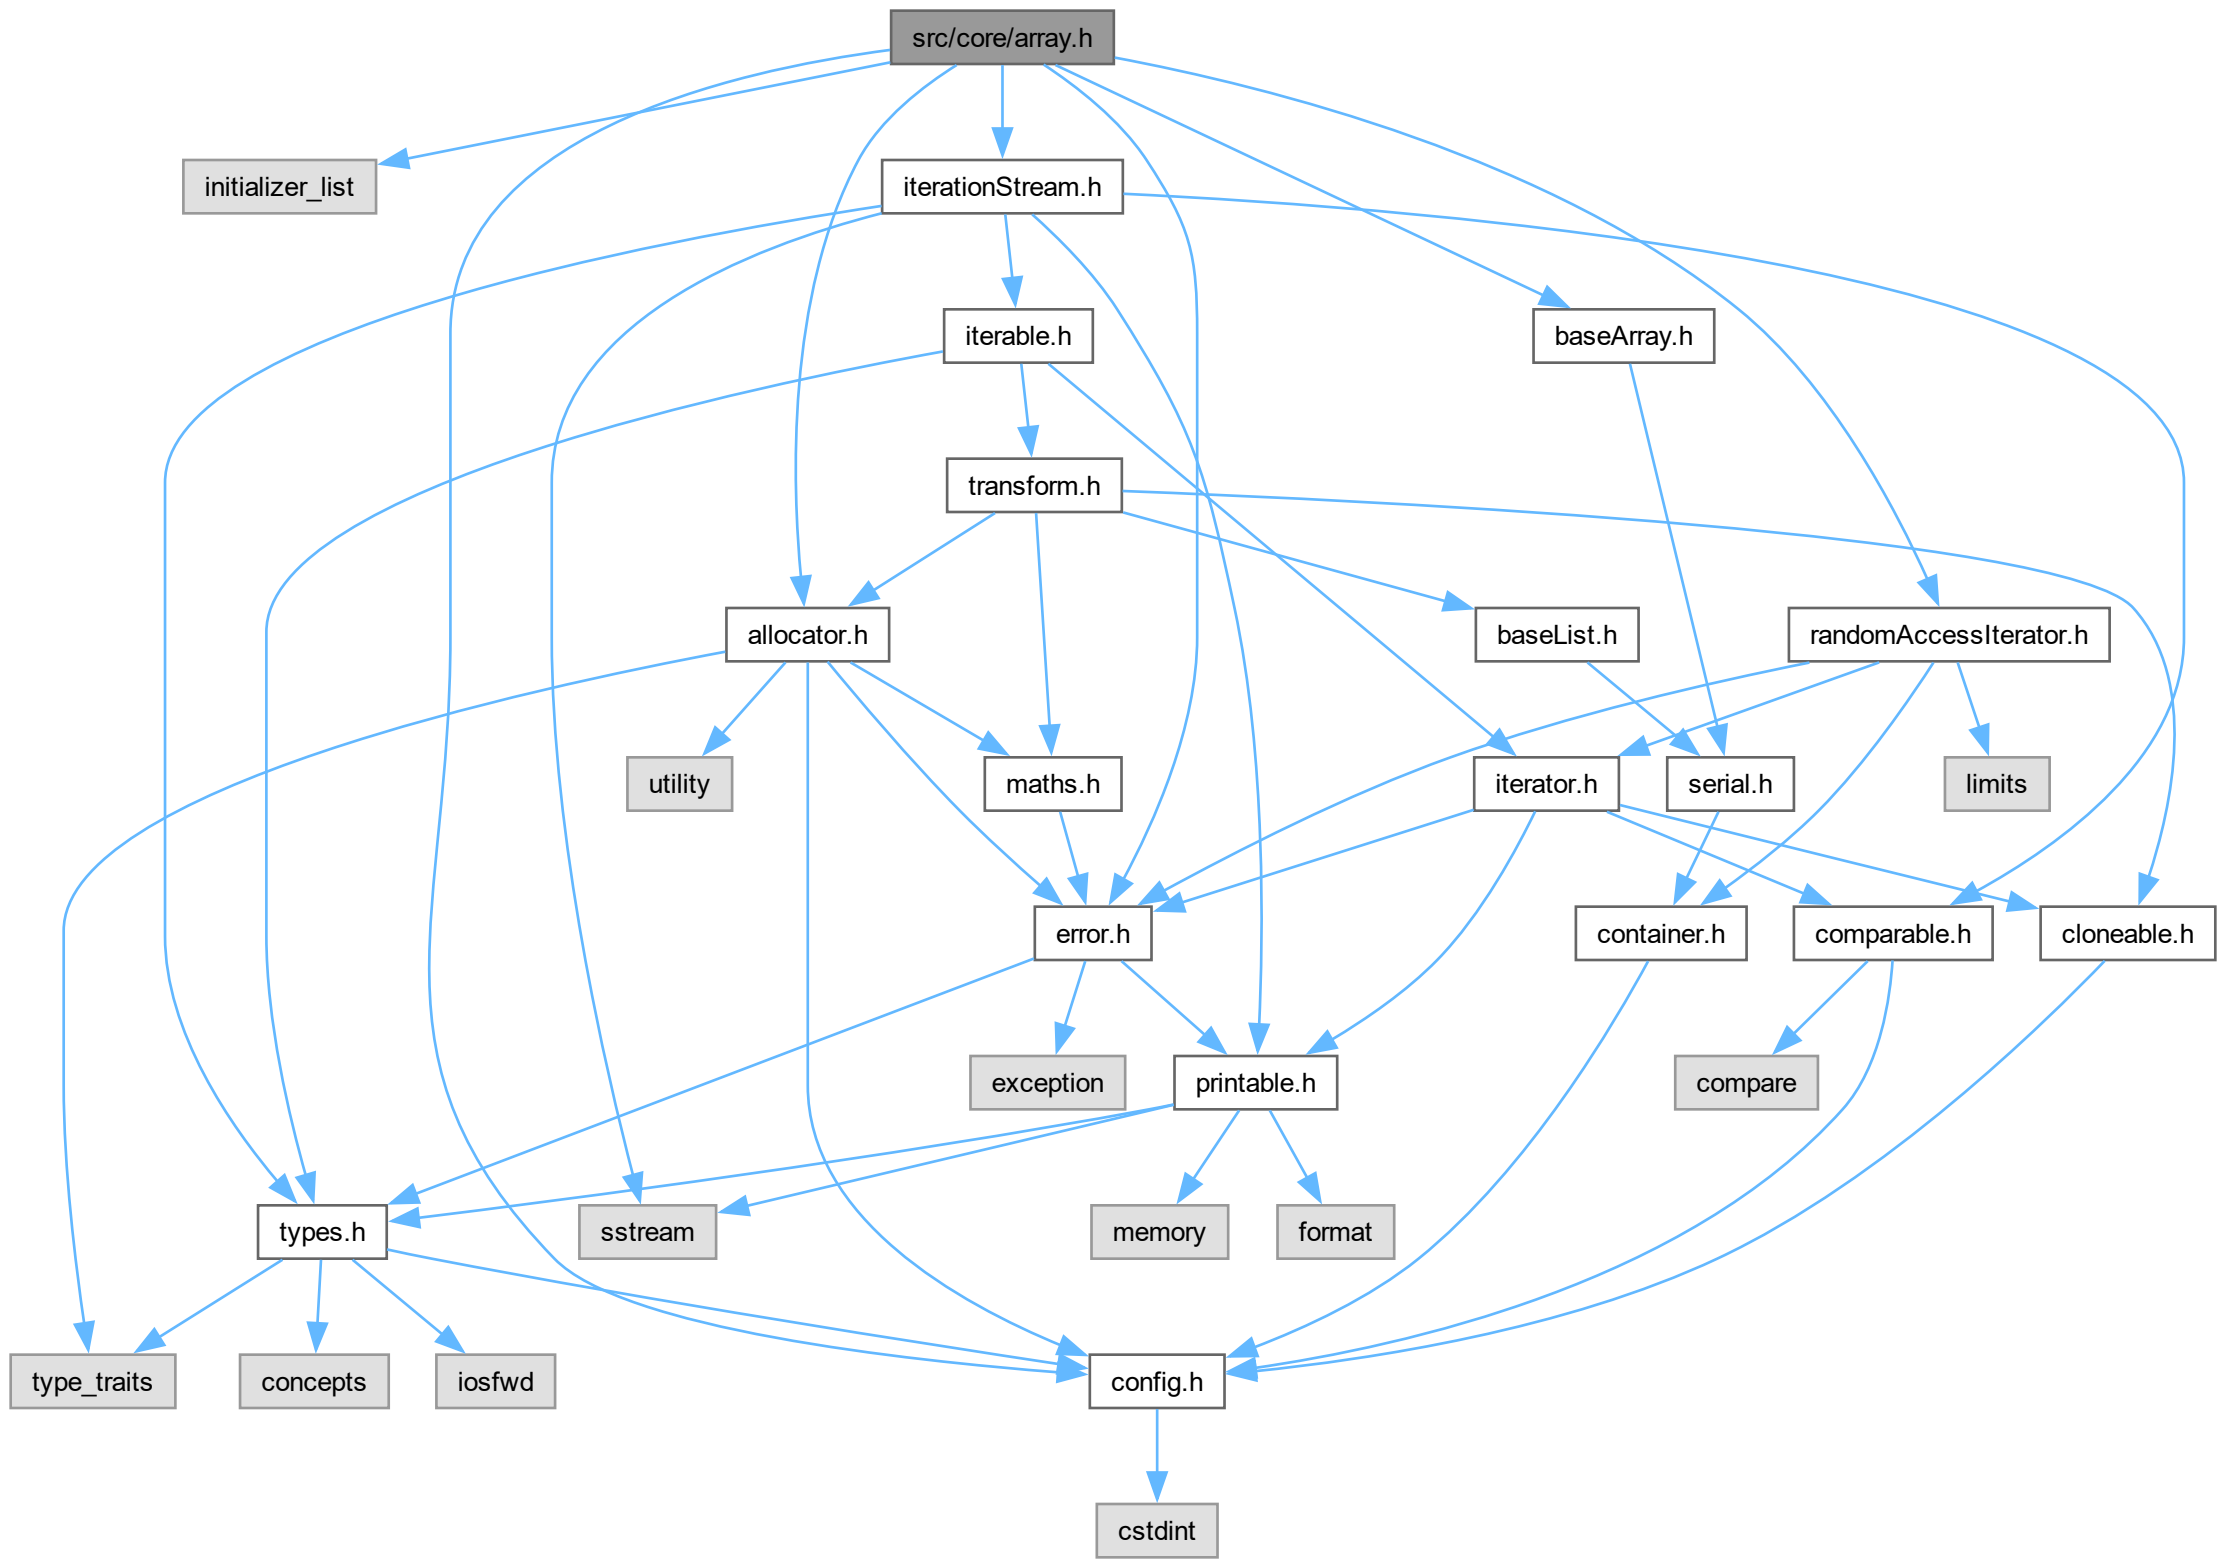 src/core/array.h
initializer_list
iterationStream.h
iterable.h
baseArray.h
transform.h
allocator.h
baseList.h
randomAccessIterator.h
utility
maths.h
iterator.h
serial.h
limits
error.h
container.h
comparable.h
cloneable.h
exception
printable.h
compare
types.h
sstream
memory
format
type_traits
concepts
iosfwd
config.h
cstdint